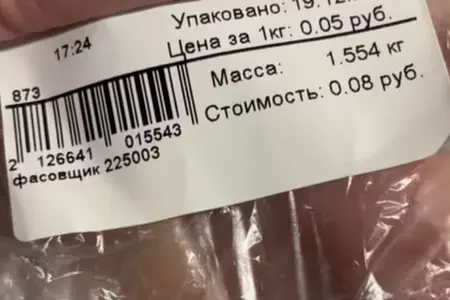 17:24
Упаковано: 19.12.
Цена за 1кг: 0.05 руб.
873
Масса: 1.554 кг
Стоимость: 0.08 руб.
2 126641 015543
фасовщик 225003